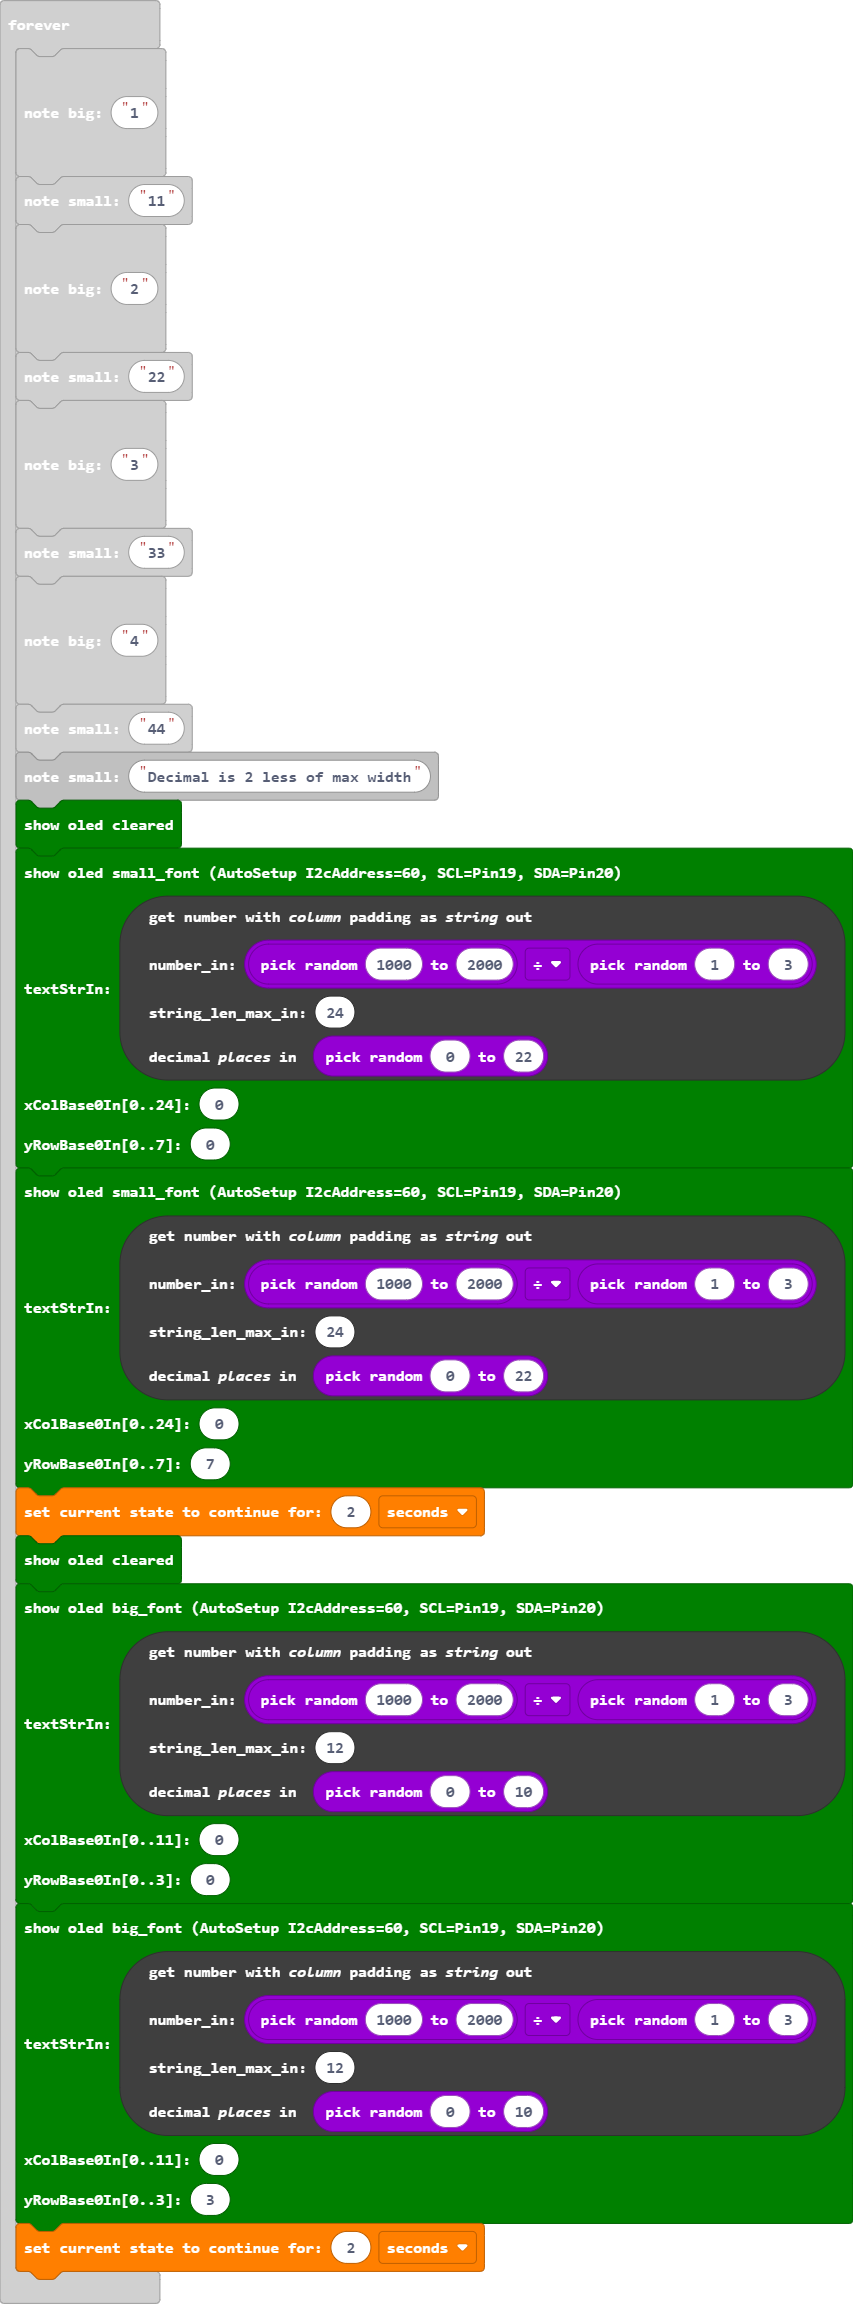 forever
note big: "1"
note small: "11"
note big: "2"
note small: "22"
note big: "3"
note small: "33"
note big: "4"
note small: "44"
note small: "Decimal is 2 less of max width"
show oled cleared
show oled small_font (AutoSetup I2cAddress=60, SCL=Pin19, SDA=Pin20)
get number with column padding as string out
number_in: pick random 1000 to 2000 ÷ pick random 1 to 3
textStrIn:
string_len_max_in: 24
decimal places in pick random 0 to 22
xColBase0In[0..24]: 0
yRowBase0In[0..7]: 0
show oled small_font (AutoSetup I2cAddress=60, SCL=Pin19, SDA=Pin20)
get number with column padding as string out
number_in: pick random 1000 to 2000 ÷ pick random 1 to 3
textStrIn:
string_len_max_in: 24
decimal places in pick random 0 to 22
xColBase0In[0..24]: 0
yRowBase0In[0..7]: 7
set current state to continue for: 2 seconds
show oled cleared
show oled big_font (AutoSetup I2cAddress=60, SCL=Pin19, SDA=Pin20)
get number with column padding as string out
number_in: pick random 1000 to 2000 ÷ pick random 1 to 3
textStrIn:
string_len_max_in: 12
decimal places in pick random 0 to 10
xColBase0In[0..11]: 0
yRowBase0In[0..3]: 0
show oled big_font (AutoSetup I2cAddress=60, SCL=Pin19, SDA=Pin20)
get number with column padding as string out
number_in: pick random 1000 to 2000 ÷ pick random 1 to 3
textStrIn:
string_len_max_in: 12
decimal places in pick random 0 to 10
xColBase0In[0..11]: 0
yRowBase0In[0..3]: 3
set current state to continue for: 2 seconds